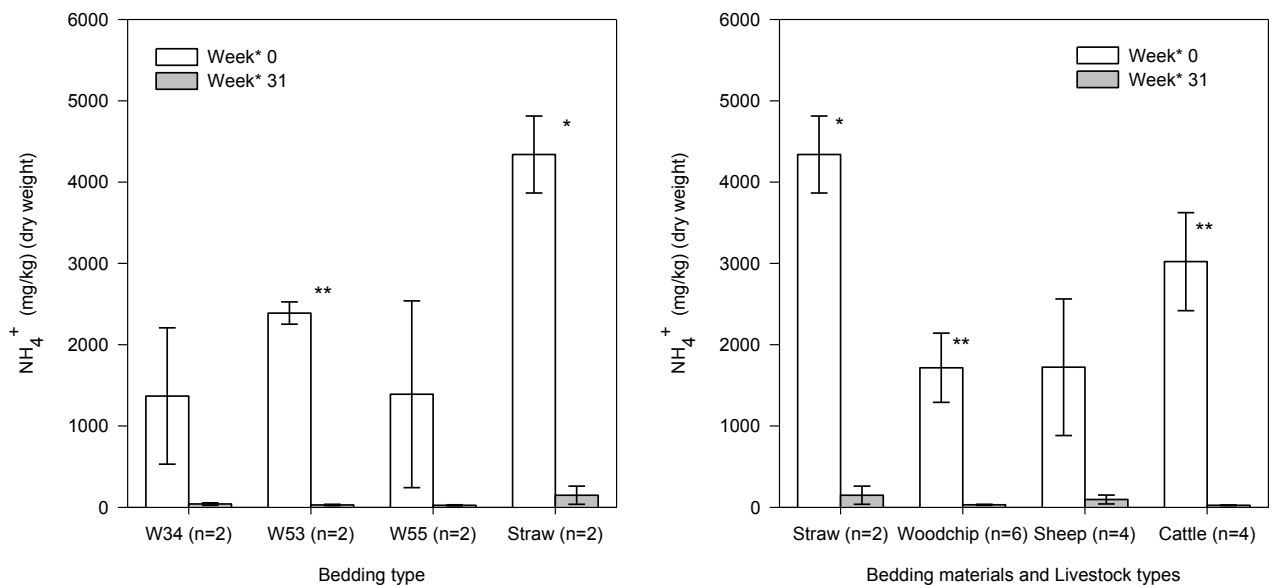 6000
5000
4000
3000
2000
1000
0
NH4+ (mg/kg) (dry weight)
Week* 0
Week* 31
**
*
W34 (n=2) W53 (n=2) W55 (n=2) Straw (n=2)
Bedding type
6000
5000
4000
3000
2000
1000
0
NH4+ (mg/kg) (dry weight)
Week* 0
Week* 31
*
**
**
Straw (n=2) Woodchip (n=6) Sheep (n=4) Cattle (n=4)
Bedding materials and Livestock types